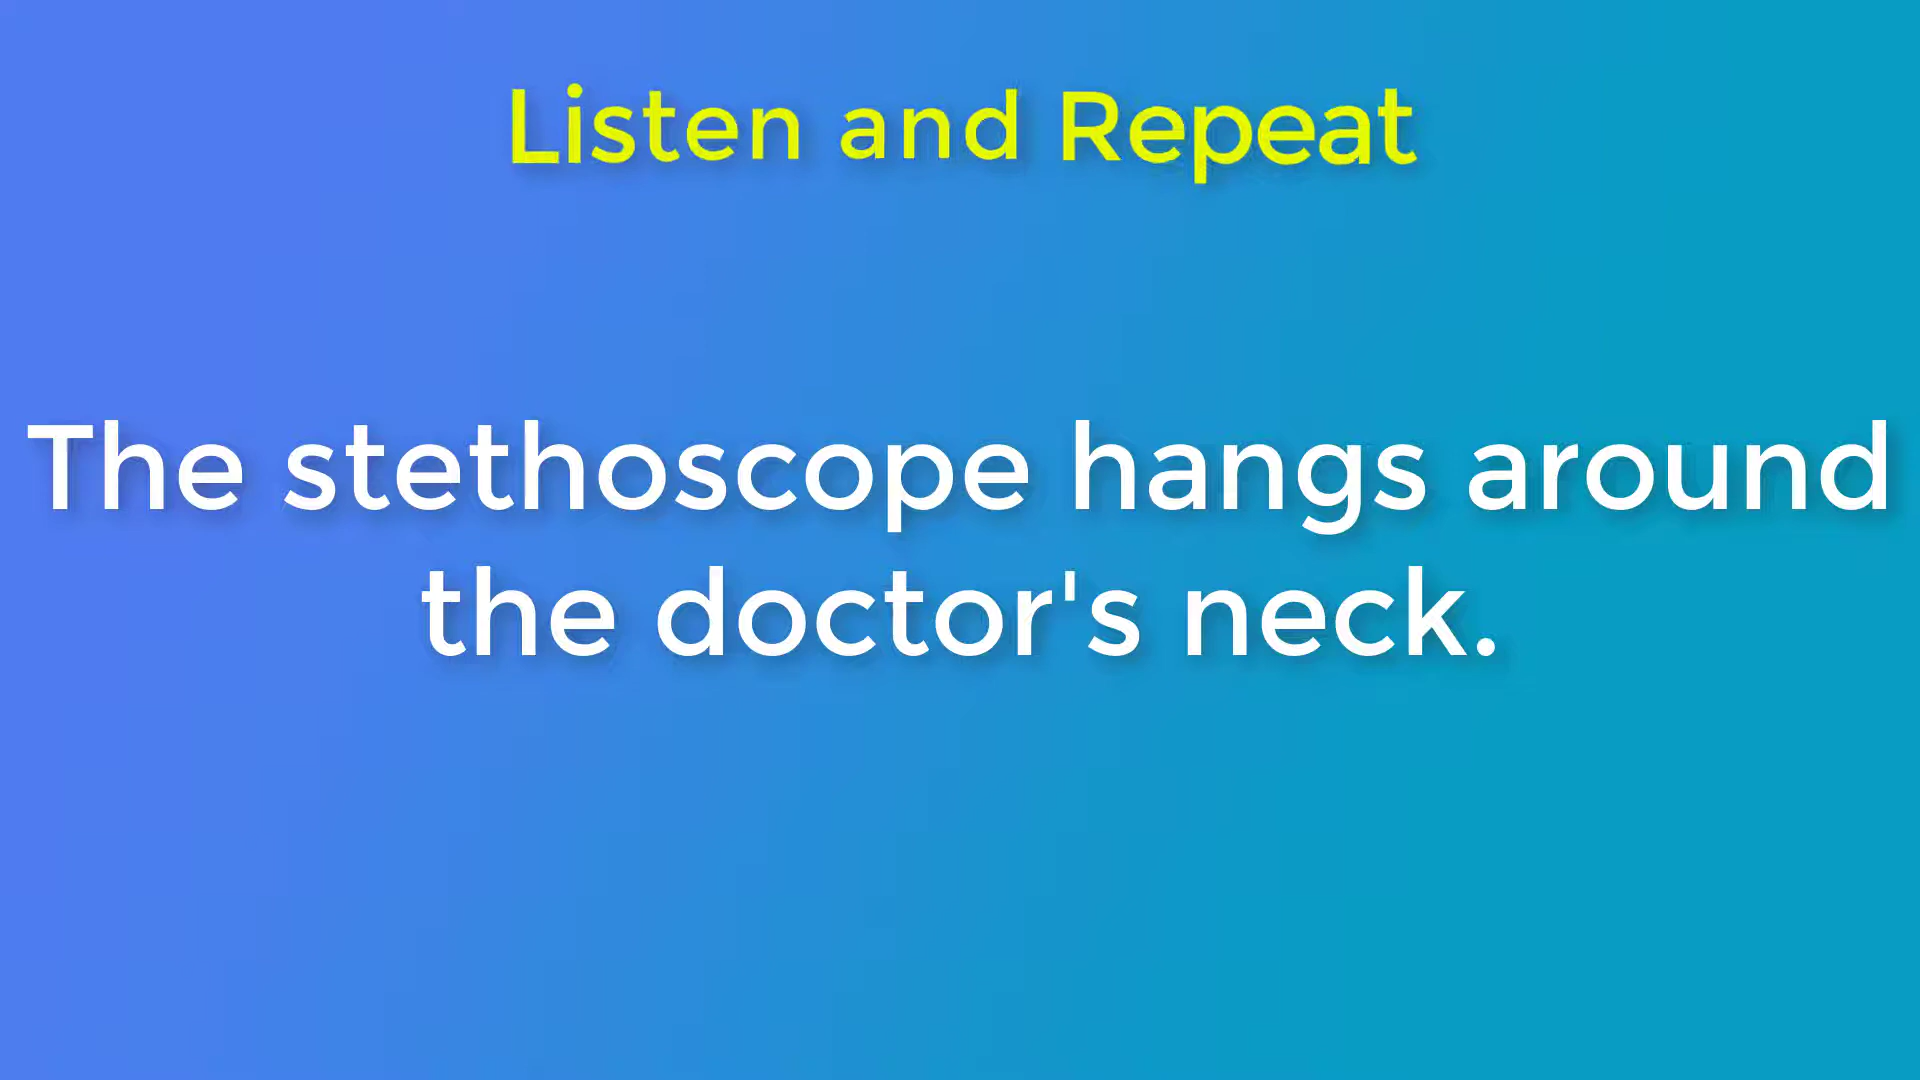 Listen and Repeat
The stethoscope hangs around
the doctor's neck.